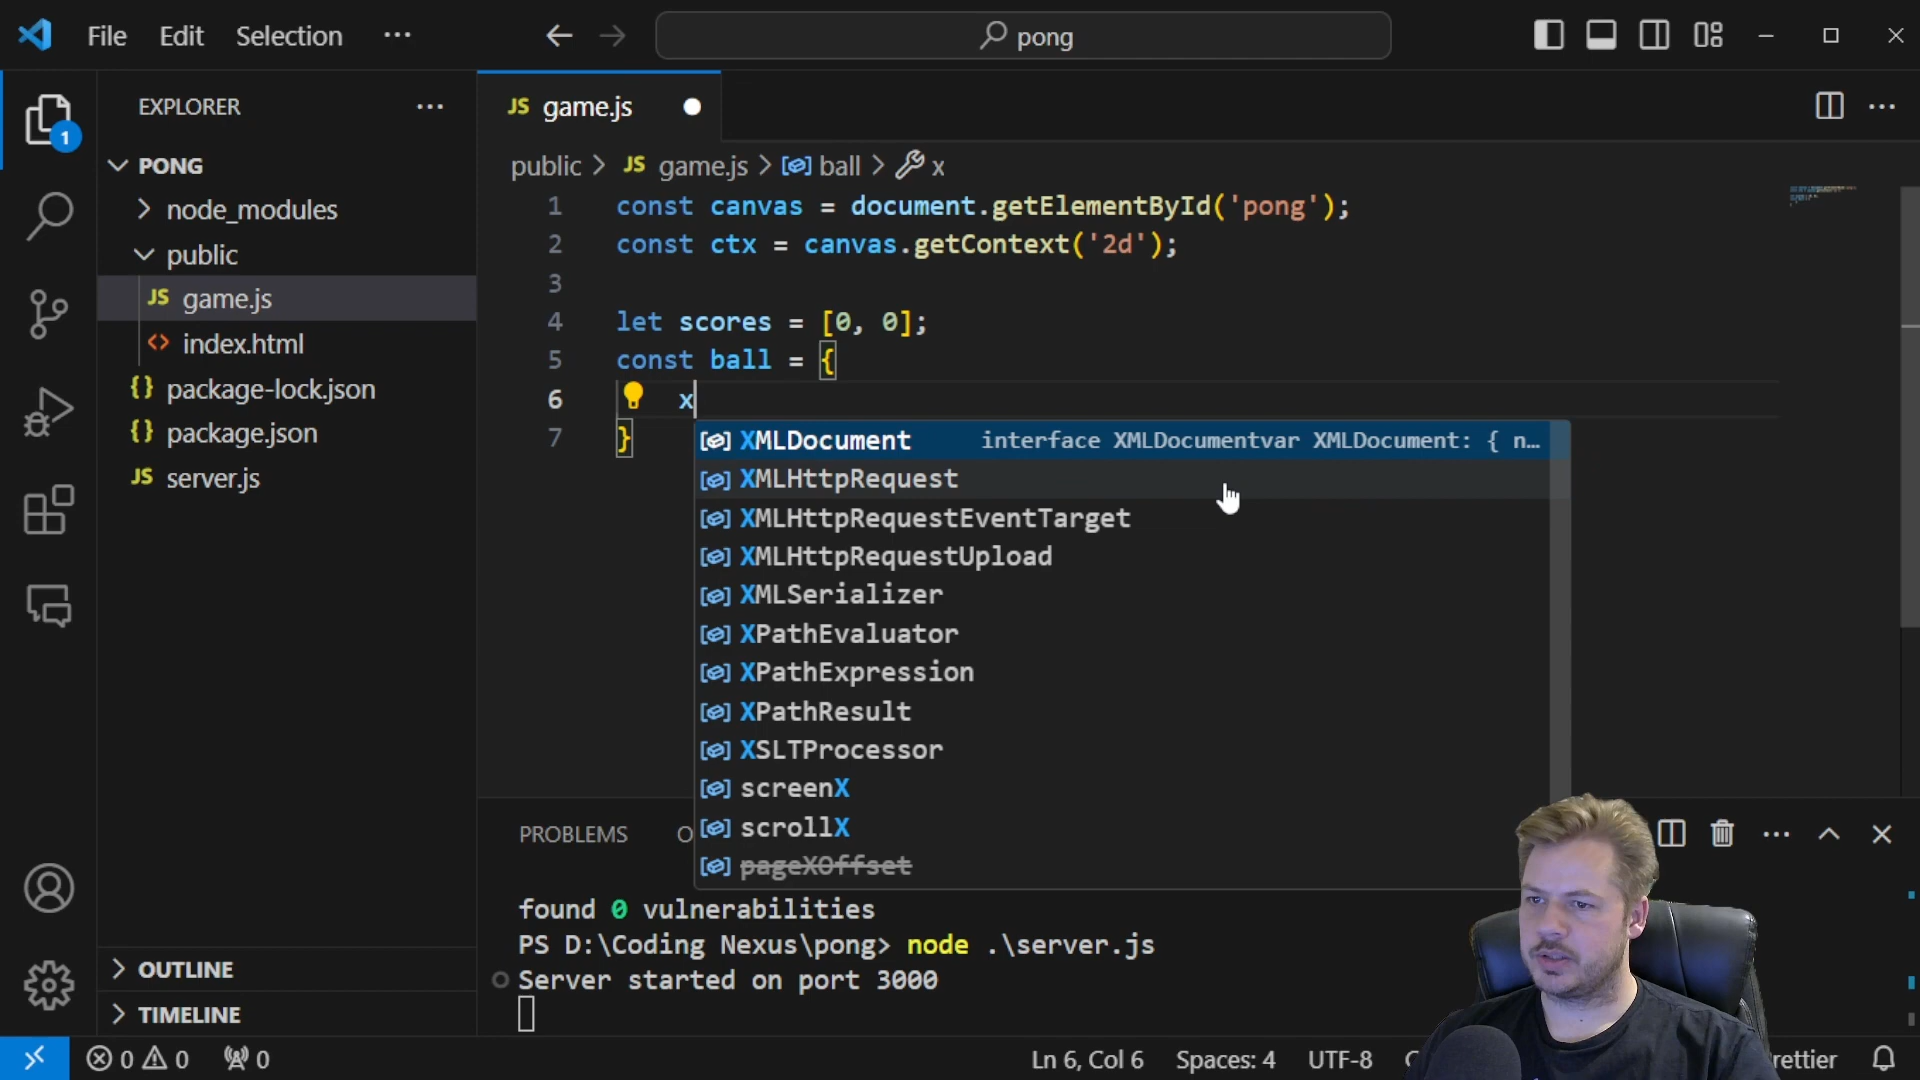 File Edit Selection ··· pong
EXPLORER ···
1
PONG
node_modules
public
JS game.js
<> index.html
{} package-lock.json
{} package.json
JS server.js
OUTLINE
TIMELINE
JS game.js
···
public > JS game.js > ball > x
1 const canvas = document.getElementById('pong');
2 const ctx = canvas.getContext('2d');
3
4 let scores = [0, 0];
5 const ball = {
6 x
7 }
XMLDocument interface XMLDocumentvar XMLDocument: { n…
XMLHttpRequest
XMLHttpRequestEventTarget
XMLHttpRequestUpload
XMLSerializer
XPathEvaluator
XPathExpression
XPathResult
XSLTProcessor
screenX
scrollX
pageXOffset
PROBLEMS O ···
found 0 vulnerabilities
PS D:\Coding Nexus\pong> node .\server.js
Server started on port 3000
0 0 0 Ln 6, Col 6 Spaces: 4 UTF-8 rettier